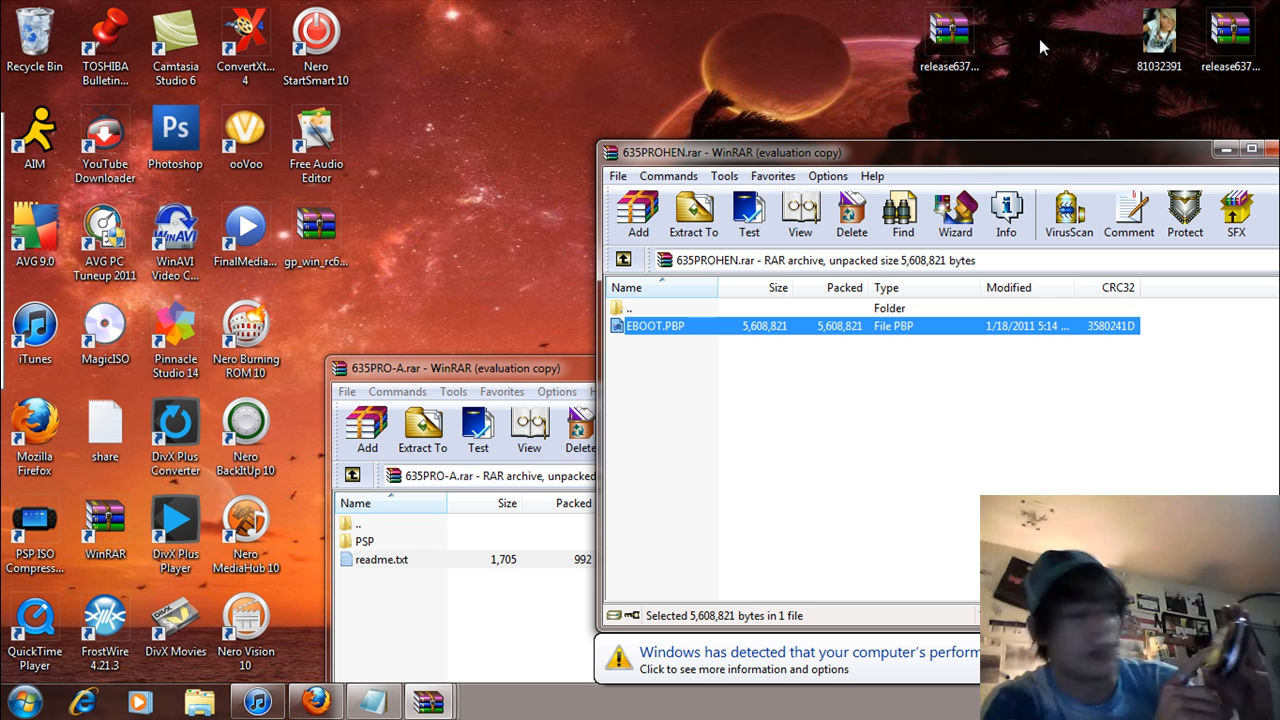 Recycle Bin
TOSHIBA
Bulletin...
Camtasia
Studio 6
ConvertXt...
4
Nero
StartSmart 10
release637...
81032391
release637...
AIM
YouTube
Downloader
Ps
Photoshop
ooVoo
Free Audio
Editor
AVG 9.0
AVG PC
Tuneup 2011
WinAVI
WinAVI
Video C...
FinalMedia...
gp_win_rc6...
iTunes
MagicISO
Pinnacle
Studio 14
Nero Burning
ROM 10
Mozilla
Firefox
share
DivX Plus
Converter
Nero
BackItUp 10
PSP ISO
Compress...
WinRAR
DivX Plus
Player
Nero
MediaHub 10
QuickTime
Player
FrostWire
4.21.3
DivX Movies
Nero Vision
10
635PROHEN.rar - WinRAR (evaluation copy)
File Commands Tools Favorites Options Help
Add Extract To Test View Delete Find Wizard Info VirusScan Comment Protect SFX
635PROHEN.rar - RAR archive, unpacked size 5,608,821 bytes
Name Size Packed Type Modified CRC32
.. Folder
EBOOT.PBP 5,608,821 5,608,821 File PBP 1/18/2011 5:14 ... 3580241D
Selected 5,608,821 bytes in 1 file
635PRO-A.rar - WinRAR (evaluation copy)
File Commands Tools Favorites Options H
Add Extract To Test View Delete
635PRO-A.rar - RAR archive, unpacked
Name Size Packed
..
PSP
readme.txt 1,705 992
Windows has detected that your computer's perform
Click to see more information and options